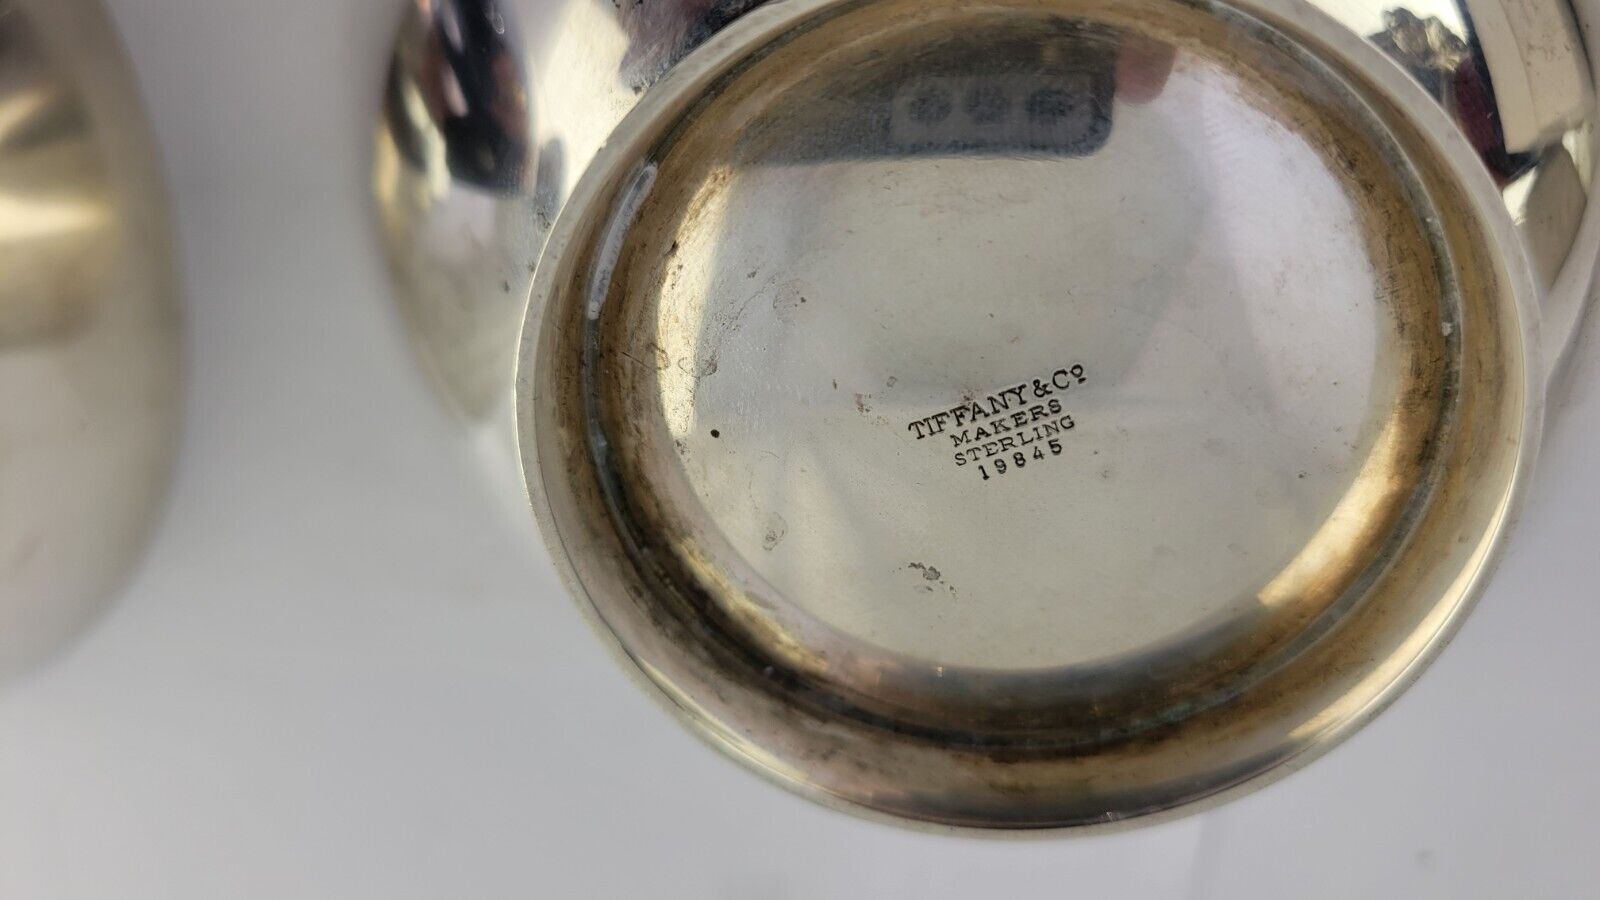 TIFFANY & Cº
MAKERS
STERLING
19845